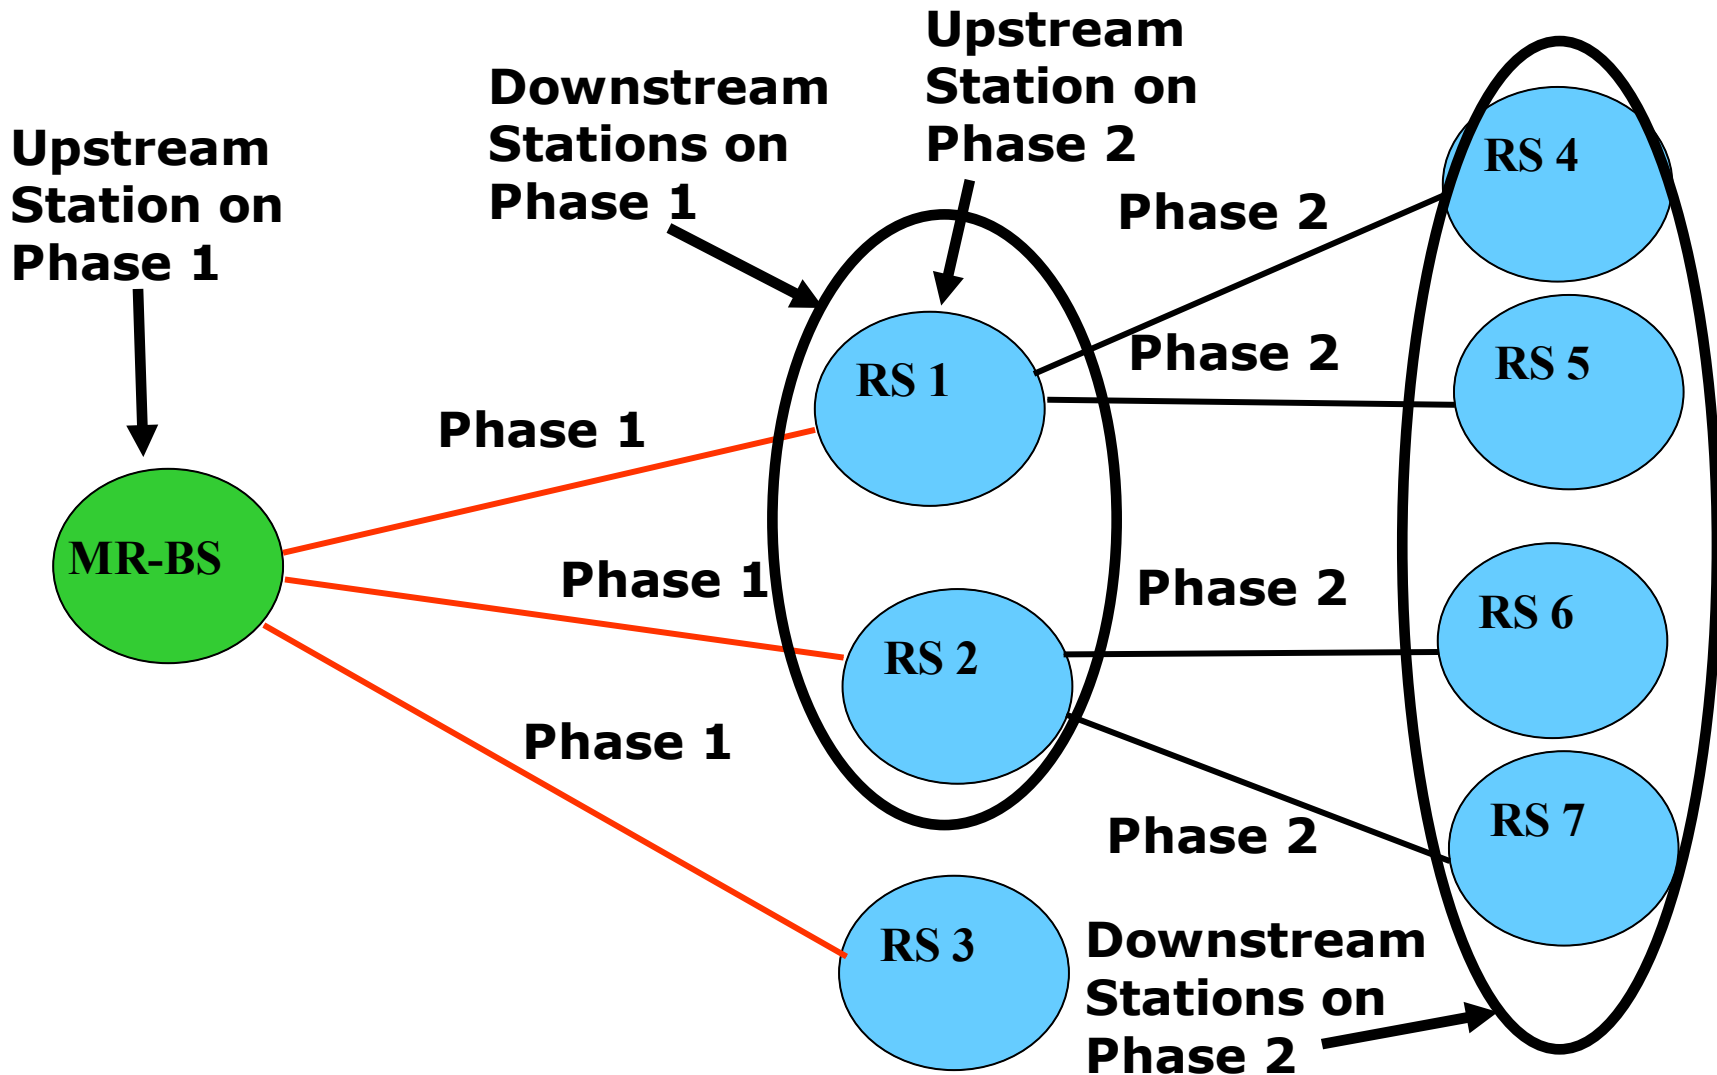 Upstream
Station on
Phase 1
Downstream
Stations on
Phase 1
Upstream
Station on
Phase 2
MR-BS
Phase 1
Phase 1
Phase 1
RS 1
RS 2
RS 3
Phase 2
Phase 2
Phase 2
Phase 2
RS 4
RS 5
RS 6
RS 7
Downstream
Stations on
Phase 2